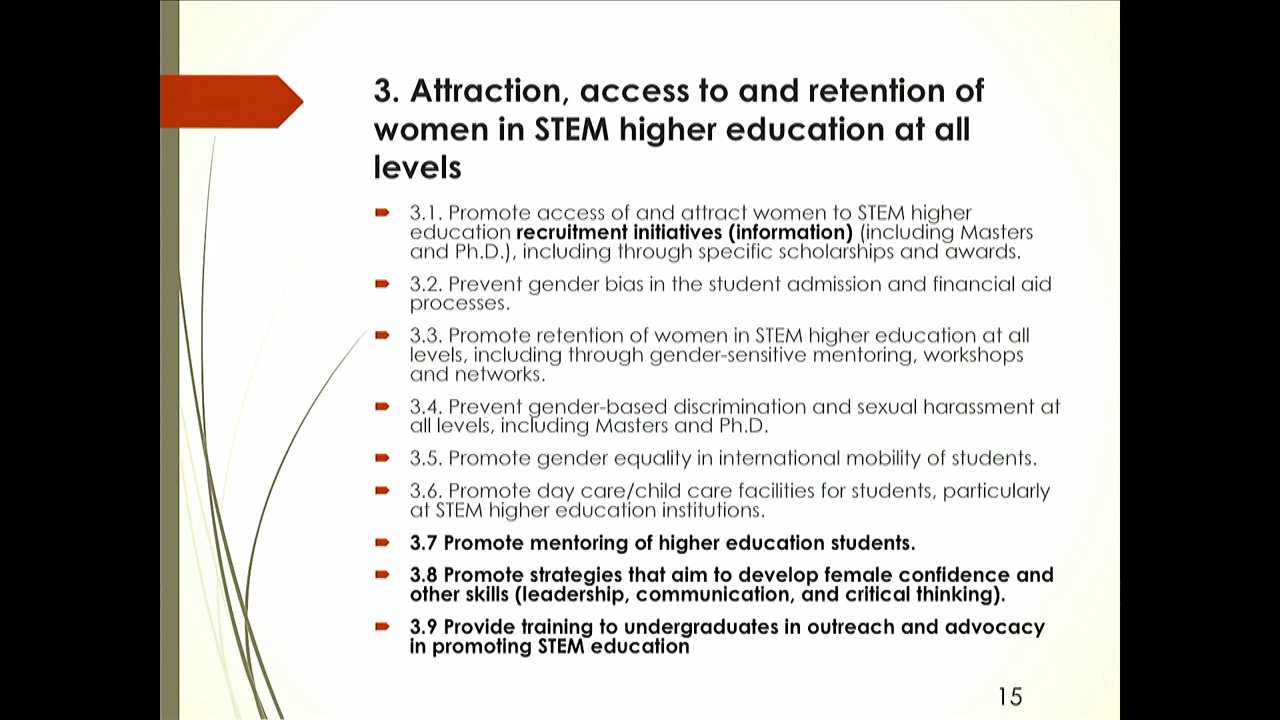 3. Attraction, access to and retention of
women in STEM higher education at all
levels
3.1. Promote access of and attract women to STEM higher
education recruitment initiatives (information) (including Masters
and Ph.D.), including through specific scholarships and awards.
3.2. Prevent gender bias in the student admission and financial aid
processes.
3.3. Promote retention of women in STEM higher education at all
levels, including through gender-sensitive mentoring, workshops
and networks.
3.4. Prevent gender-based discrimination and sexual harassment at
all levels, including Masters and Ph.D.
3.5. Promote gender equality in international mobility of students.
3.6. Promote day care/child care facilities for students, particularly
at STEM higher education institutions.
3.7 Promote mentoring of higher education students.
3.8 Promote strategies that aim to develop female confidence and
other skills (leadership, communication, and critical thinking).
3.9 Provide training to undergraduates in outreach and advocacy
in promoting STEM education
15